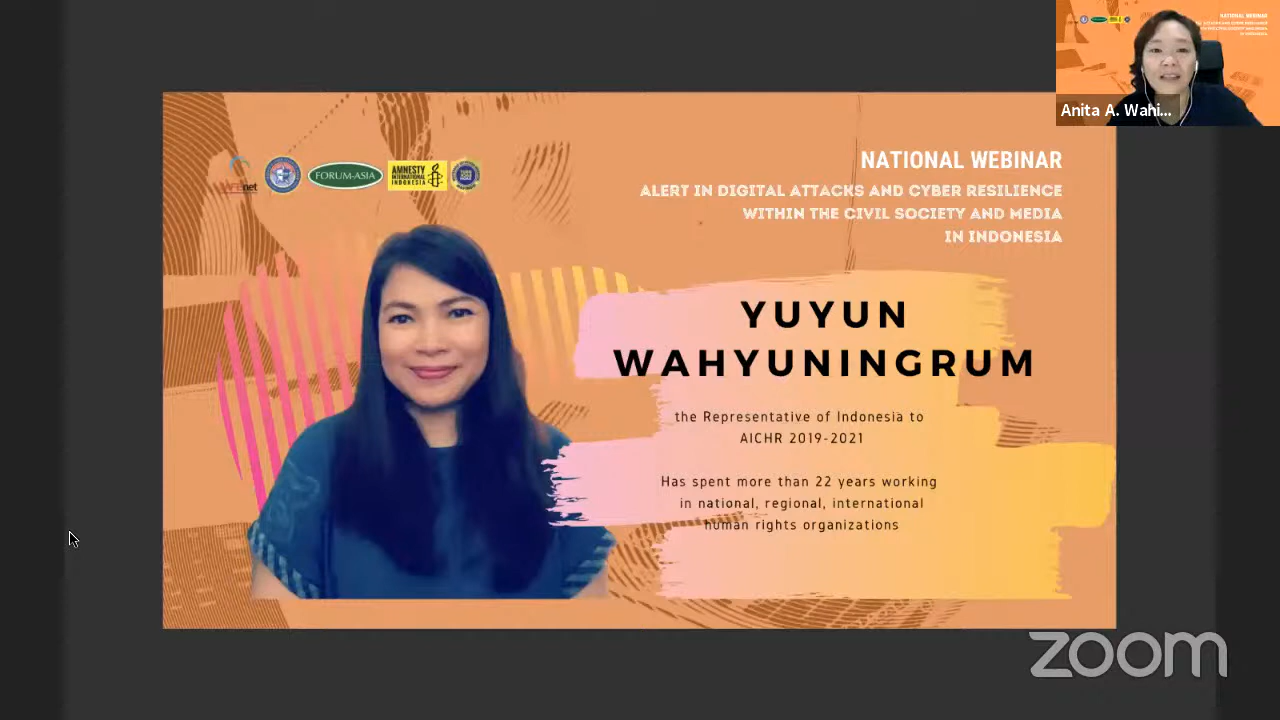 Anita A. Wahi...
FORUM-ASIA
AMNESTY
INTERNATIONAL
INDONESIA
NATIONAL WEBINAR
ALERT IN DIGITAL ATTACKS AND CYBER RESILIENCE
WITHIN THE CIVIL SOCIETY AND MEDIA
IN INDONESIA
YUYUN
WAHYUNINGRUM
the Representative of Indonesia to
AICHR 2019-2021
Has spent more than 22 years working
in national, regional, international
human rights organizations
zoom